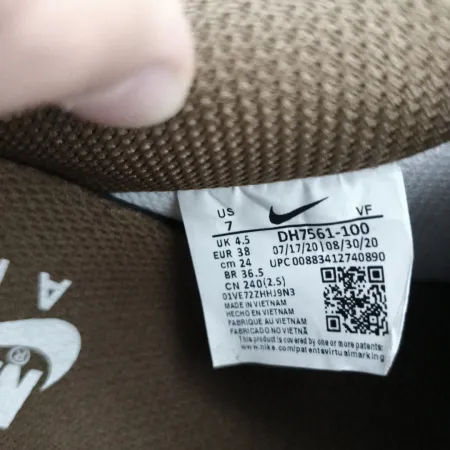 US
7
VF
UK 4.5
EUR 38
cm 24
BR 36.5
CN 240(2.5)
DH7561-100
07/17/20 | 08/30/20
UPC 00883412740890
01VE72ZHHJ9N3
MADE IN VIETNAM
HECHO EN VIETNAM
FABRIQUE AU VIETNAM
FABRICADO NO VIETNÃ
This product is covered by one or more patents:
www.nike.com/patentsvirtualmarking